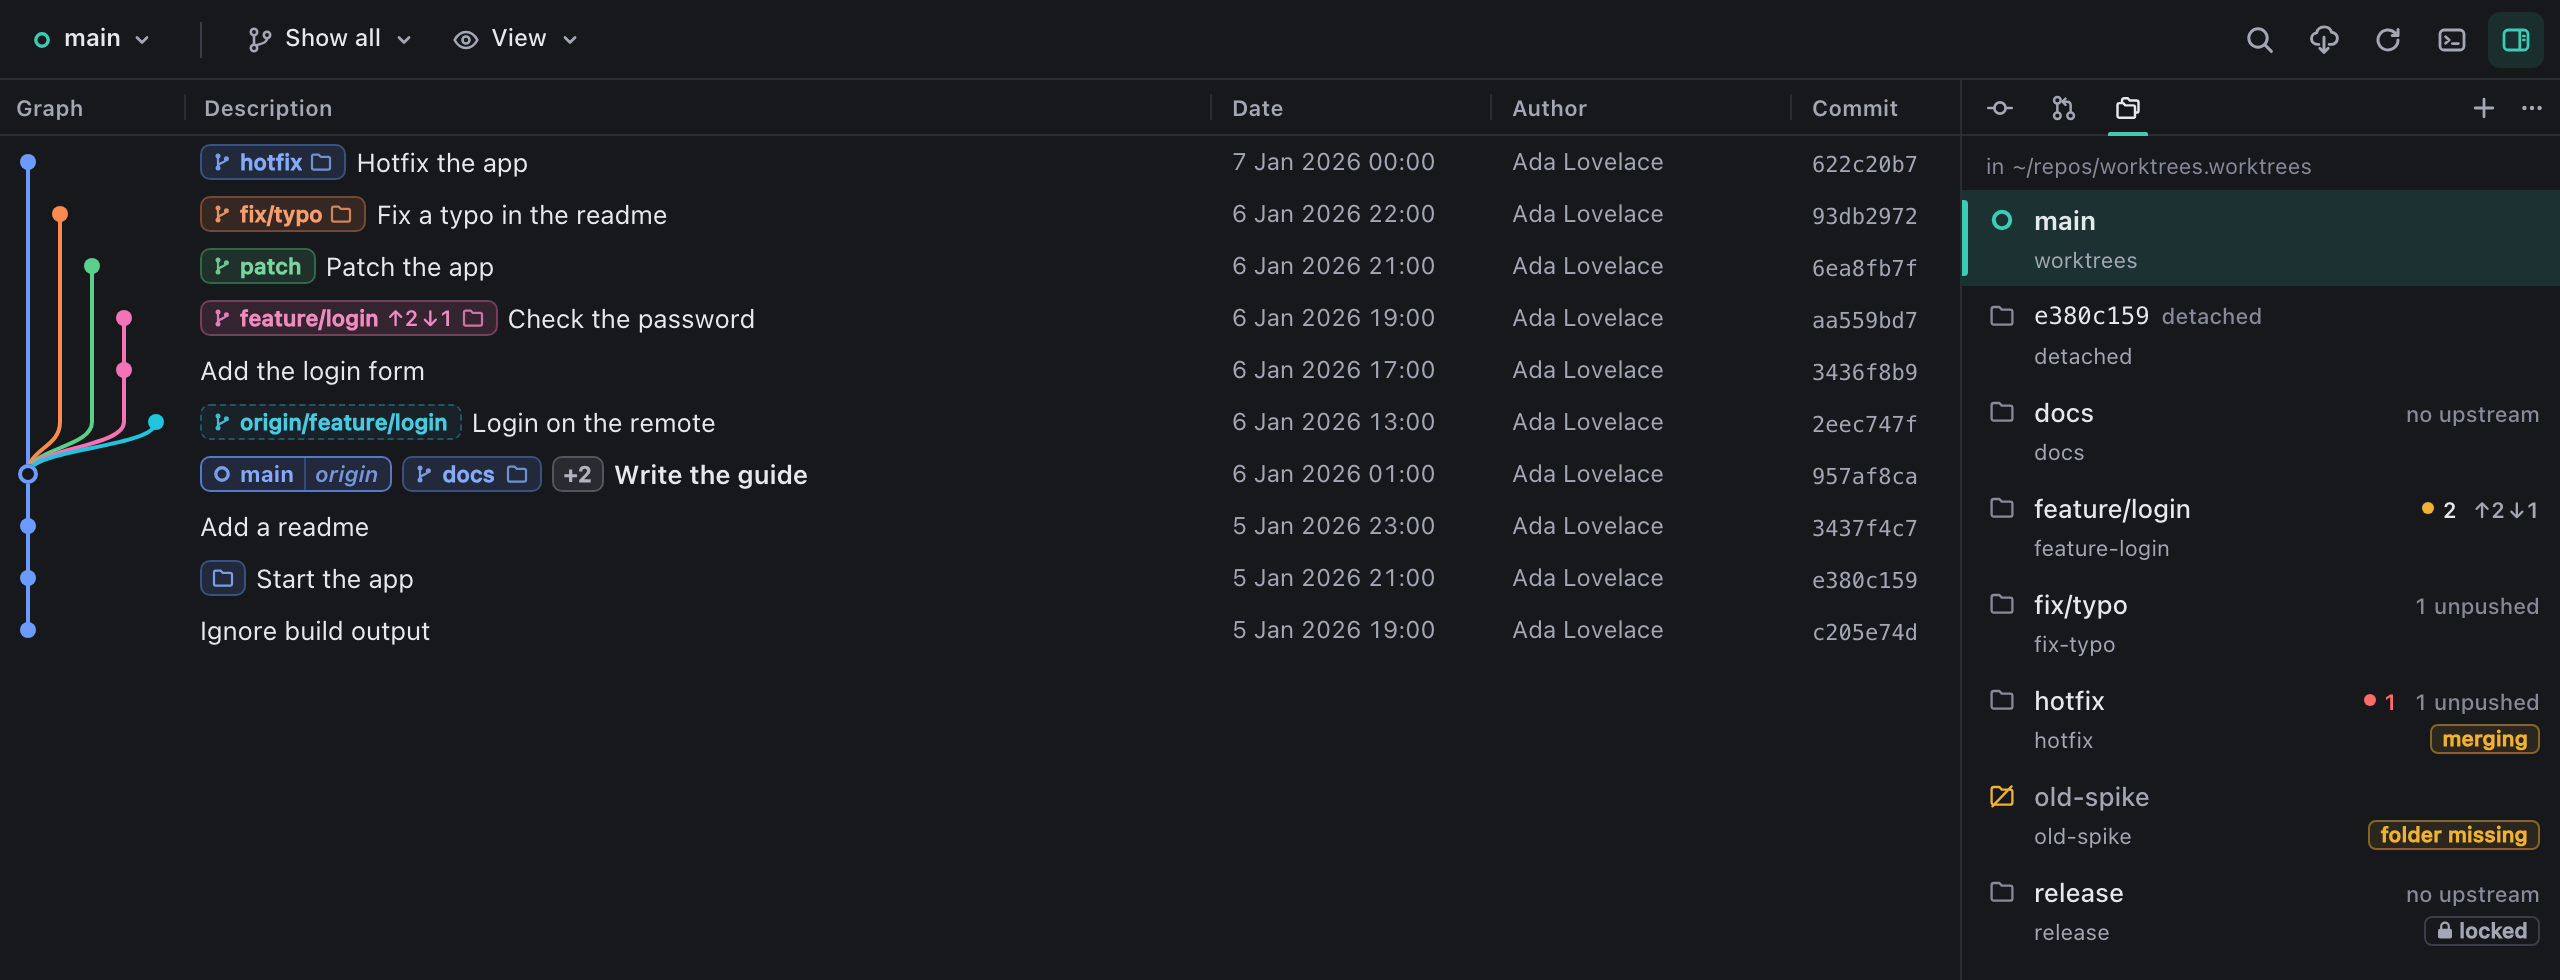 main Show all View
Graph Description Date Author Commit
hotfix Hotfix the app 7 Jan 2026 00:00 Ada Lovelace 622c20b7
fix/typo Fix a typo in the readme 6 Jan 2026 22:00 Ada Lovelace 93db2972
patch Patch the app 6 Jan 2026 21:00 Ada Lovelace 6ea8fb7f
feature/login ↑2↓1 Check the password 6 Jan 2026 19:00 Ada Lovelace aa559bd7
Add the login form 6 Jan 2026 17:00 Ada Lovelace 3436f8b9
origin/feature/login Login on the remote 6 Jan 2026 13:00 Ada Lovelace 2eec747f
main origin docs +2 Write the guide 6 Jan 2026 01:00 Ada Lovelace 957af8ca
Add a readme 5 Jan 2026 23:00 Ada Lovelace 3437f4c7
Start the app 5 Jan 2026 21:00 Ada Lovelace e380c159
Ignore build output 5 Jan 2026 19:00 Ada Lovelace c205e74d
in ~/repos/worktrees.worktrees
main
worktrees
e380c159 detached
detached
docs no upstream
docs
feature/login 2 ↑2↓1
feature-login
fix/typo 1 unpushed
fix-typo
hotfix 1 1 unpushed
hotfix merging
old-spike
old-spike folder missing
release no upstream
release locked